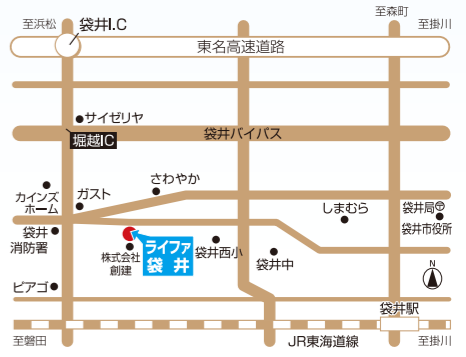 至浜松
袋井I.C
至森町
至掛川
東名高速道路
サイゼリヤ
堀越IC
袋井バイパス
さわやか
カインズ
ホーム
ガスト
しまむら
袋井局
袋井市役所
袋井
消防署
株式会社
創建
ライファ
袋井
袋井西小
袋井中
N
ピアゴ
袋井駅
至磐田
JR東海道線
至掛川